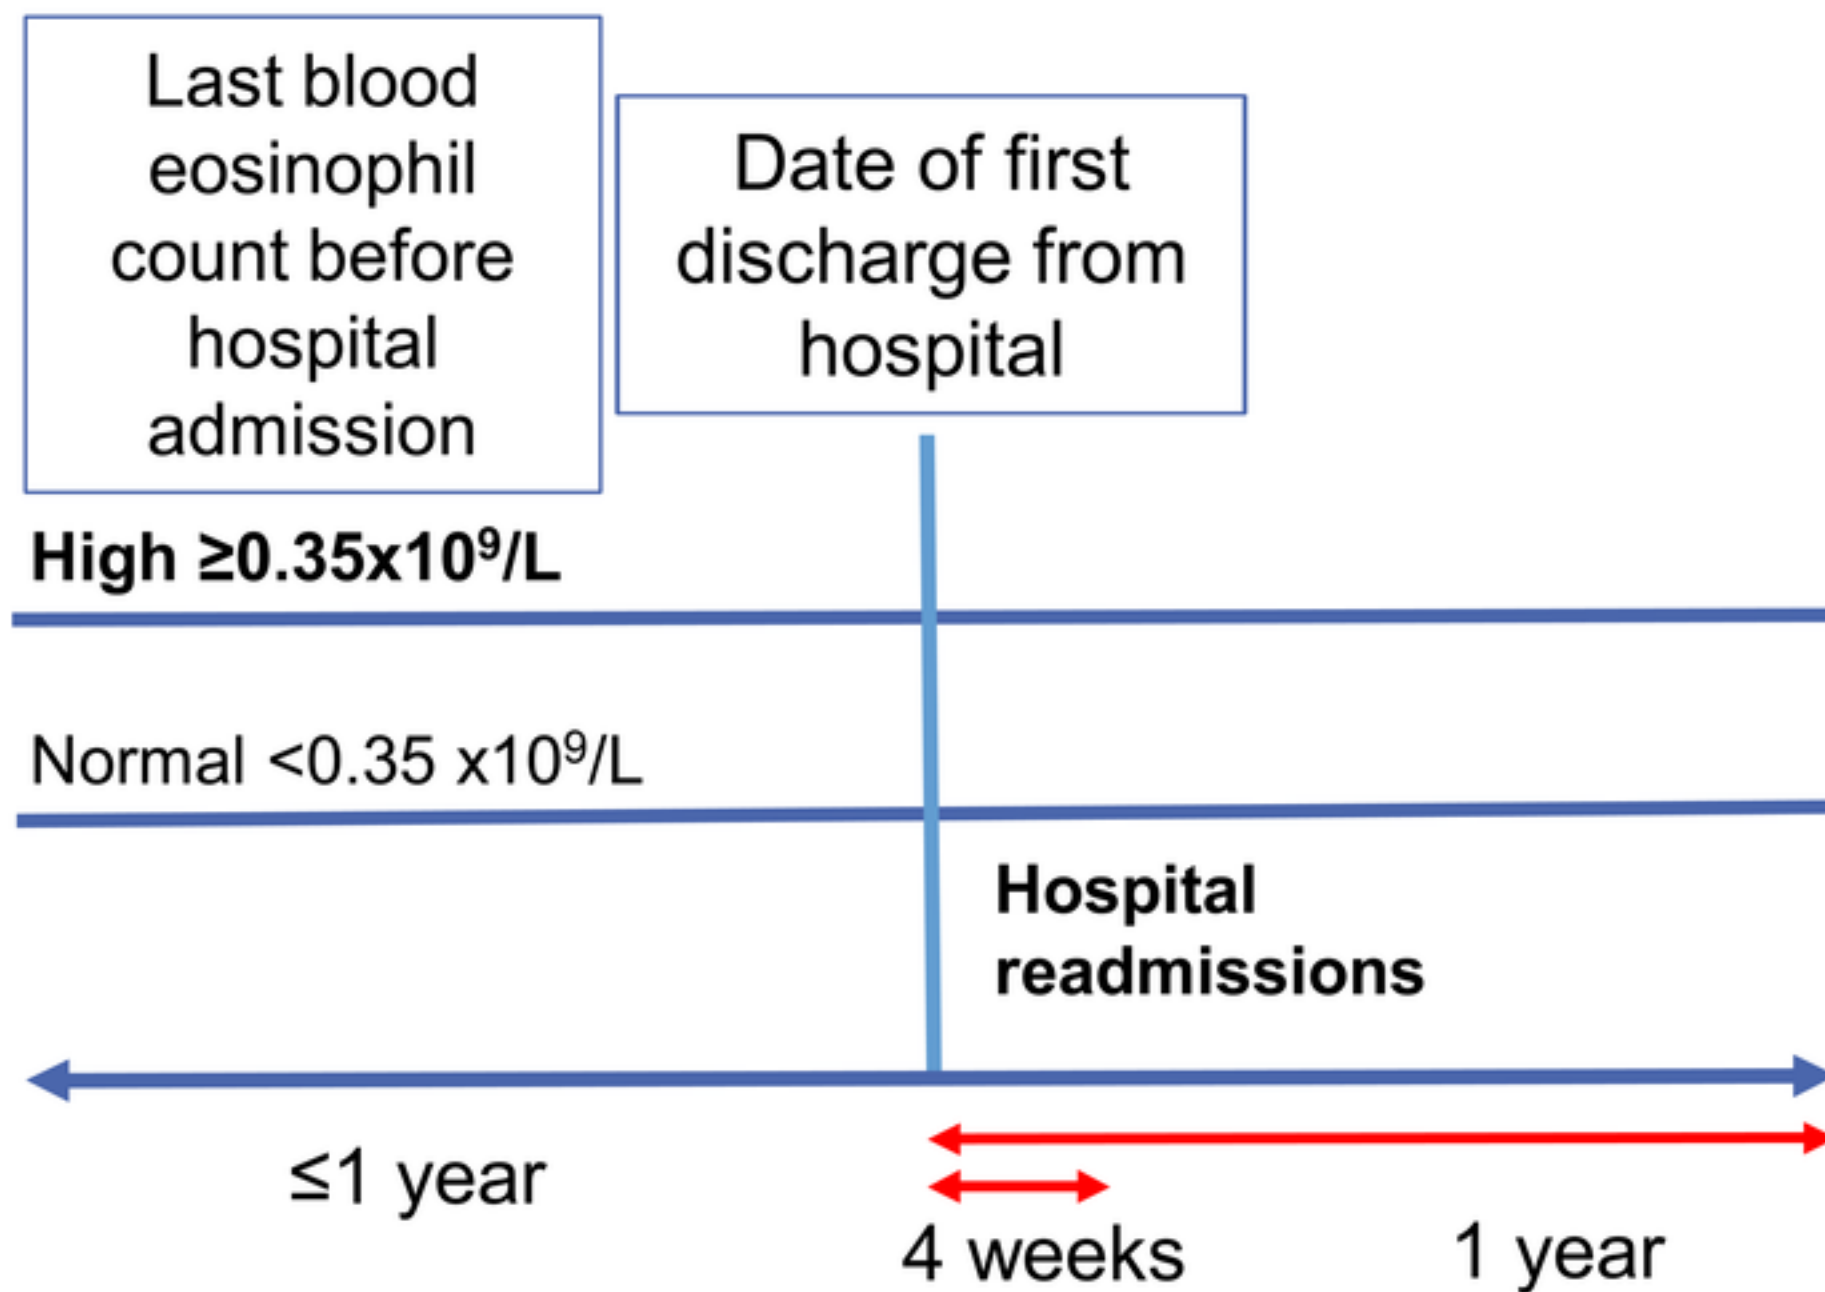 Last blood
eosinophil
count before
hospital
admission
Date of first
discharge from
hospital
High ≥0.35x10⁹/L
Normal <0.35 x10⁹/L
Hospital
readmissions
≤1 year
4 weeks
1 year